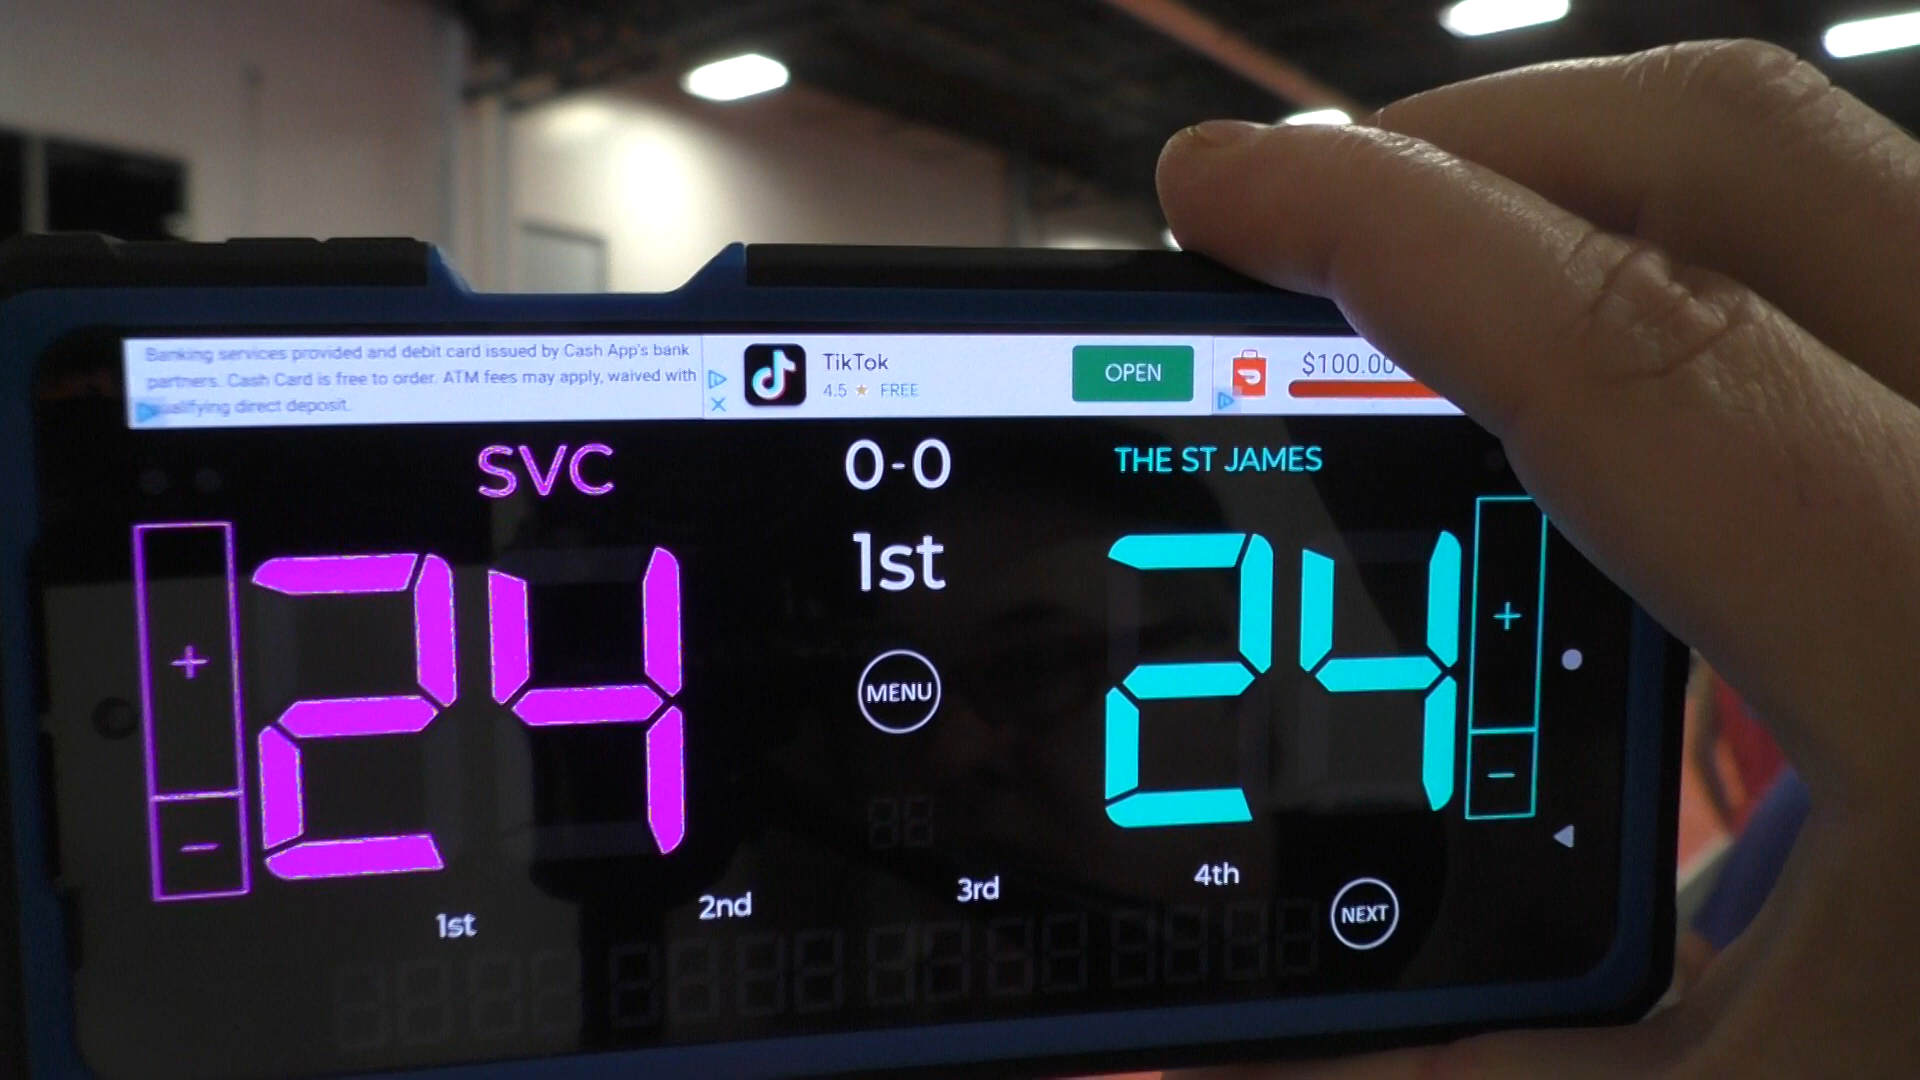 Banking services provided and debit card issued by Cash App's bank
partners. Cash Card is free to order. ATM fees may apply, waived with
qualifying direct deposit.
TikTok
4.5 ★ FREE
OPEN
$100.00
SVC
0-0
THE ST JAMES
24
1st
24
+
-
MENU
+
-
1st
2nd
3rd
4th
NEXT